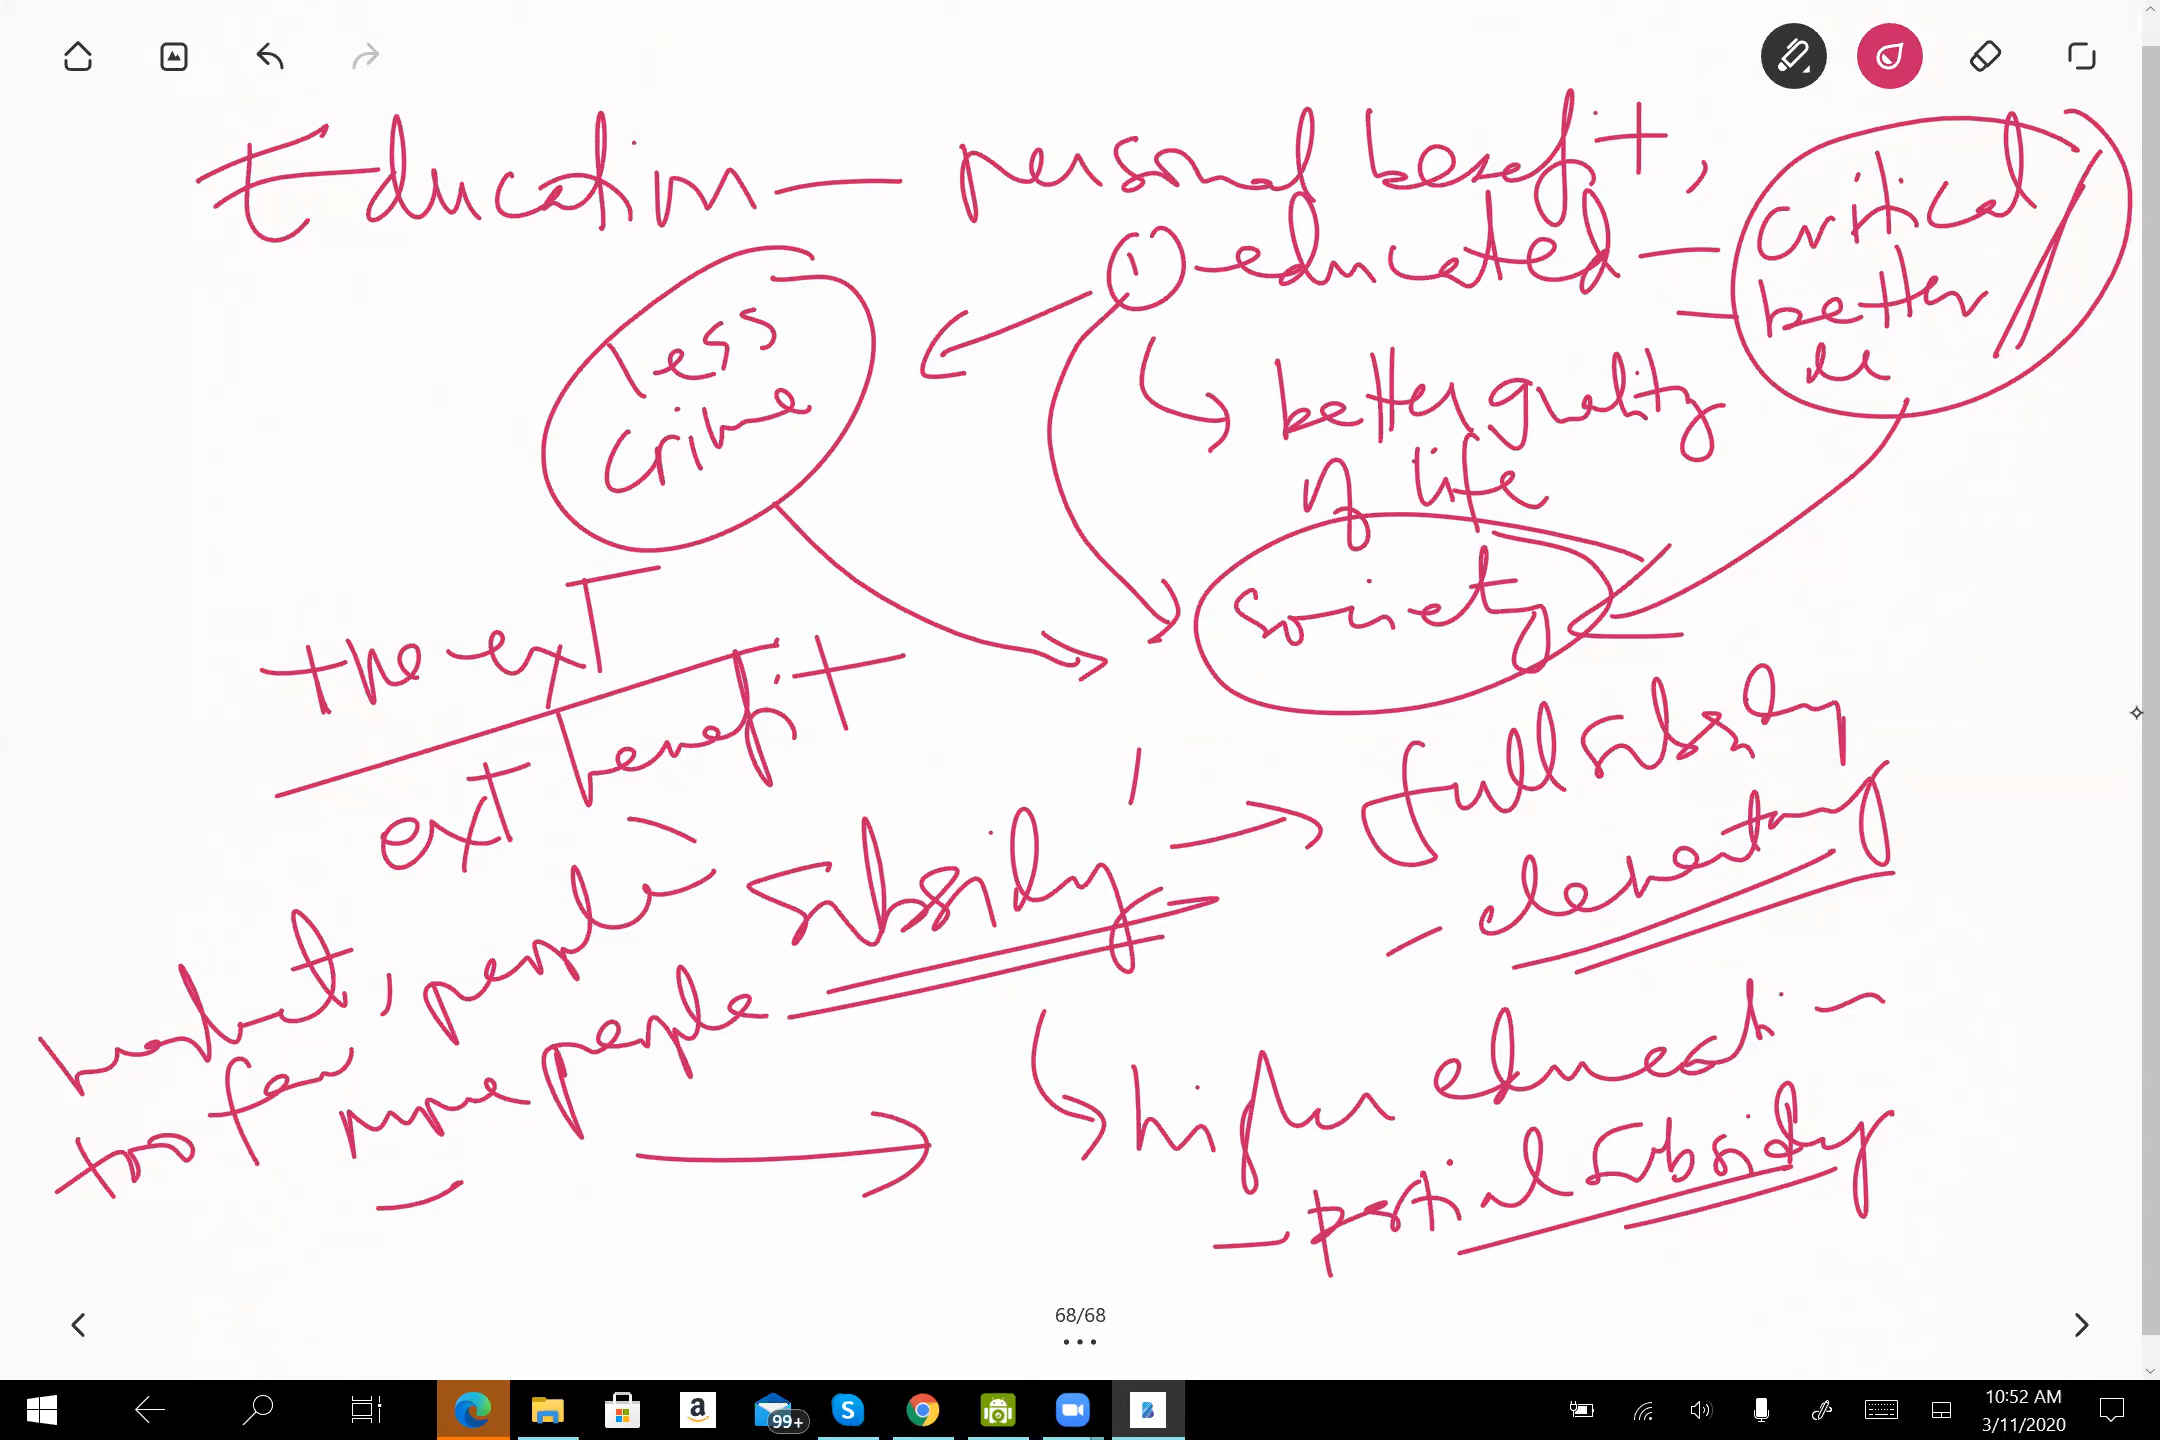 Education — personal benefit,
① - educated — critical
— better
less
crime
better quality
of life
society
the ext
ext benefit
full subsidy
- elementary
subsidy
market, people
too few
more people
higher educati -
- partial subsidy
68/68
99+
10:52 AM
3/11/2020